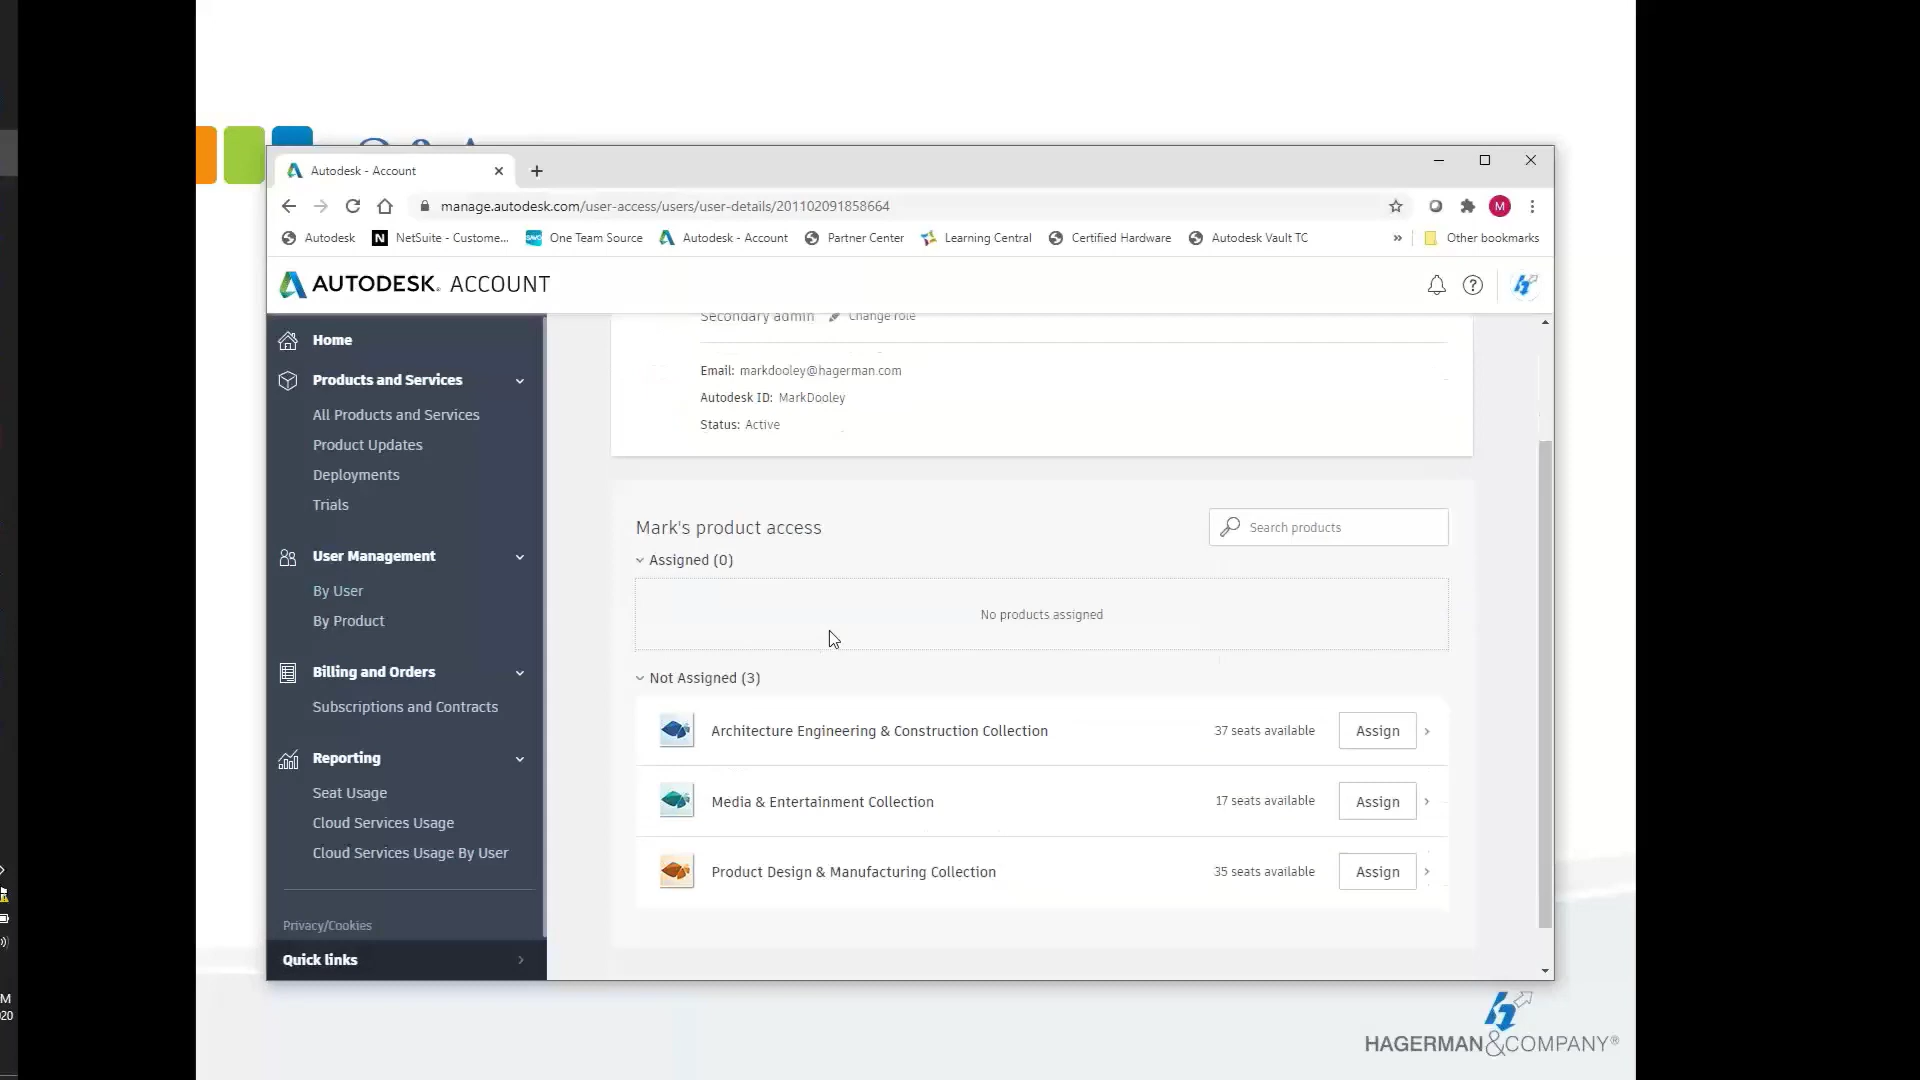 Autodesk - Account
manage.autodesk.com/user-access/users/user-details/201102091858664
M
Autodesk
N NetSuite - Custome...
SAVO One Team Source
Autodesk - Account
Partner Center
Learning Central
Certified Hardware
Autodesk Vault TC
»
Other bookmarks
AUTODESK® ACCOUNT
Home
Products and Services
All Products and Services
Product Updates
Deployments
Trials
User Management
By User
By Product
Billing and Orders
Subscriptions and Contracts
Reporting
Seat Usage
Cloud Services Usage
Cloud Services Usage By User
Privacy/Cookies
Quick links
Secondary admin Change role
Email: markdooley@hagerman.com
Autodesk ID: MarkDooley
Status: Active
Mark's product access
Search products
Assigned (0)
No products assigned
Not Assigned (3)
Architecture Engineering & Construction Collection 37 seats available Assign
Media & Entertainment Collection 17 seats available Assign
Product Design & Manufacturing Collection 35 seats available Assign
HAGERMAN&COMPANY®